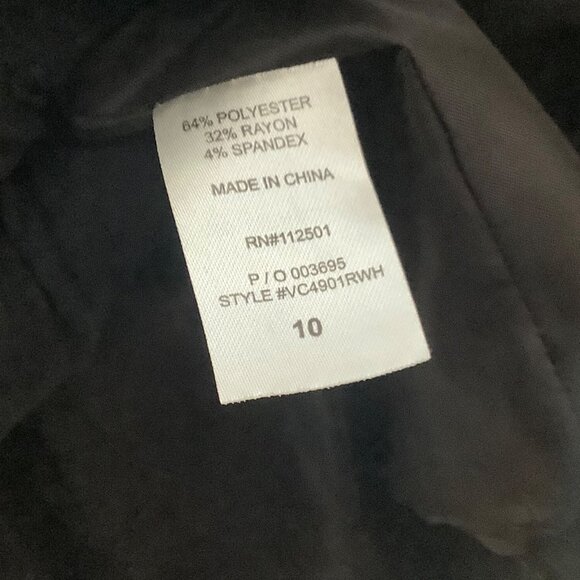 64% POLYESTER
32% RAYON
4% SPANDEX
MADE IN CHINA
RN#112501
P / O 003695
STYLE #VC4901RWH
10